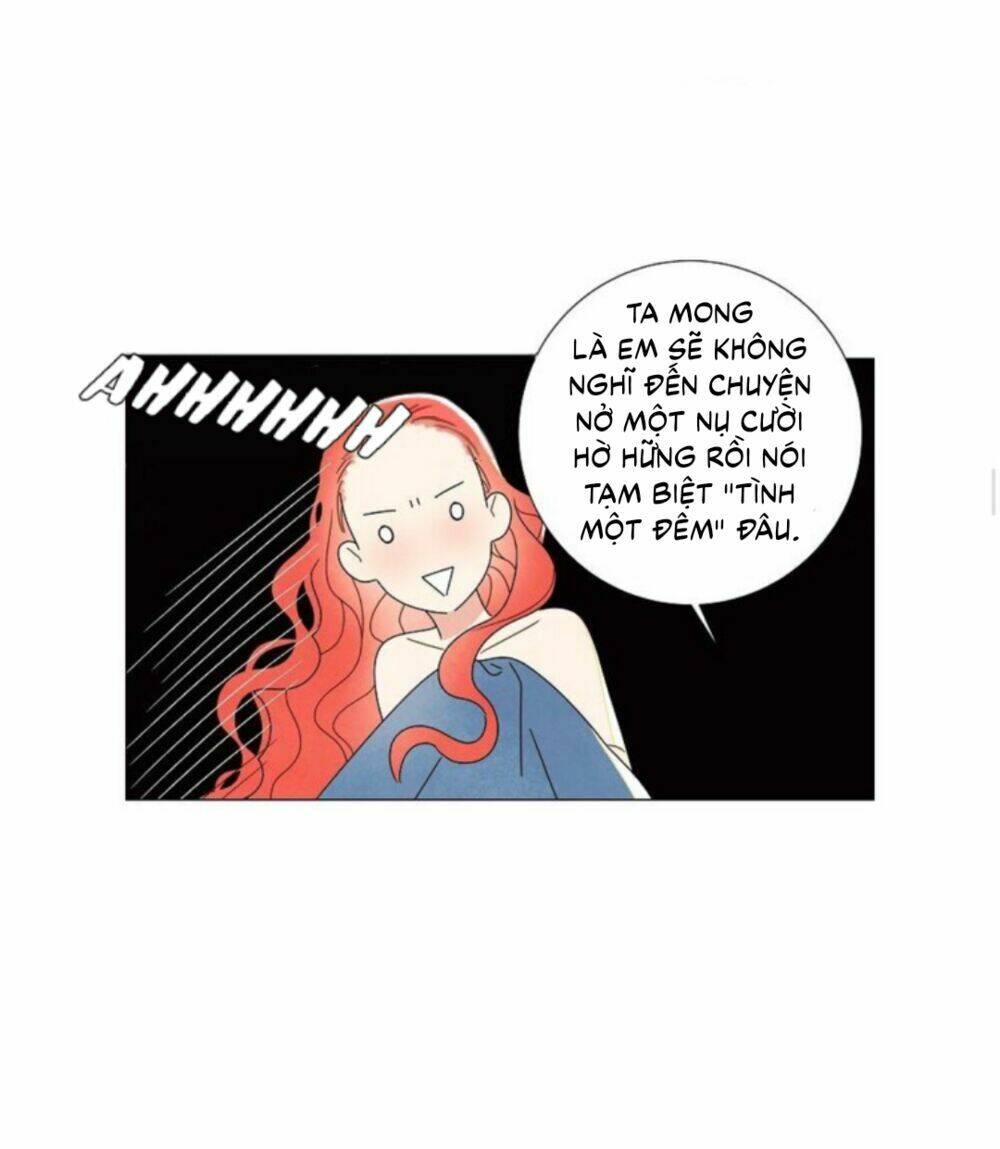 AHHHHHH
TA MONG
LÀ EM SẼ KHÔNG
NGHĨ ĐẾN CHUYỆN
NỞ MỘT NỤ CƯỜI
HỜ HỮNG RỒI NÓI
TẠM BIỆT "TÌNH
MỘT ĐÊM" ĐÂU.